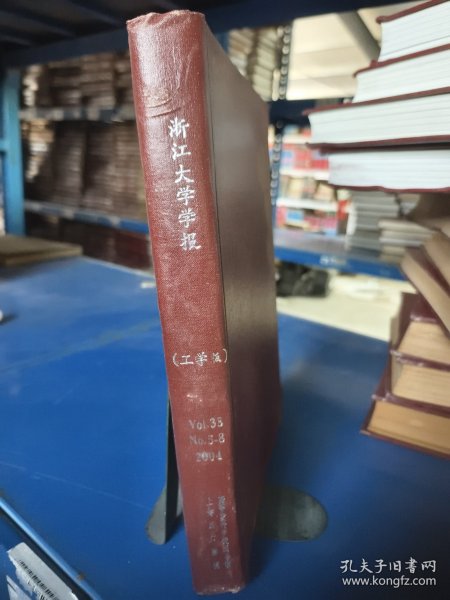 浙江大学学报
（工学版）
Vol.38
No.5-8
2004
孔夫子旧书网
www.kongfz.com